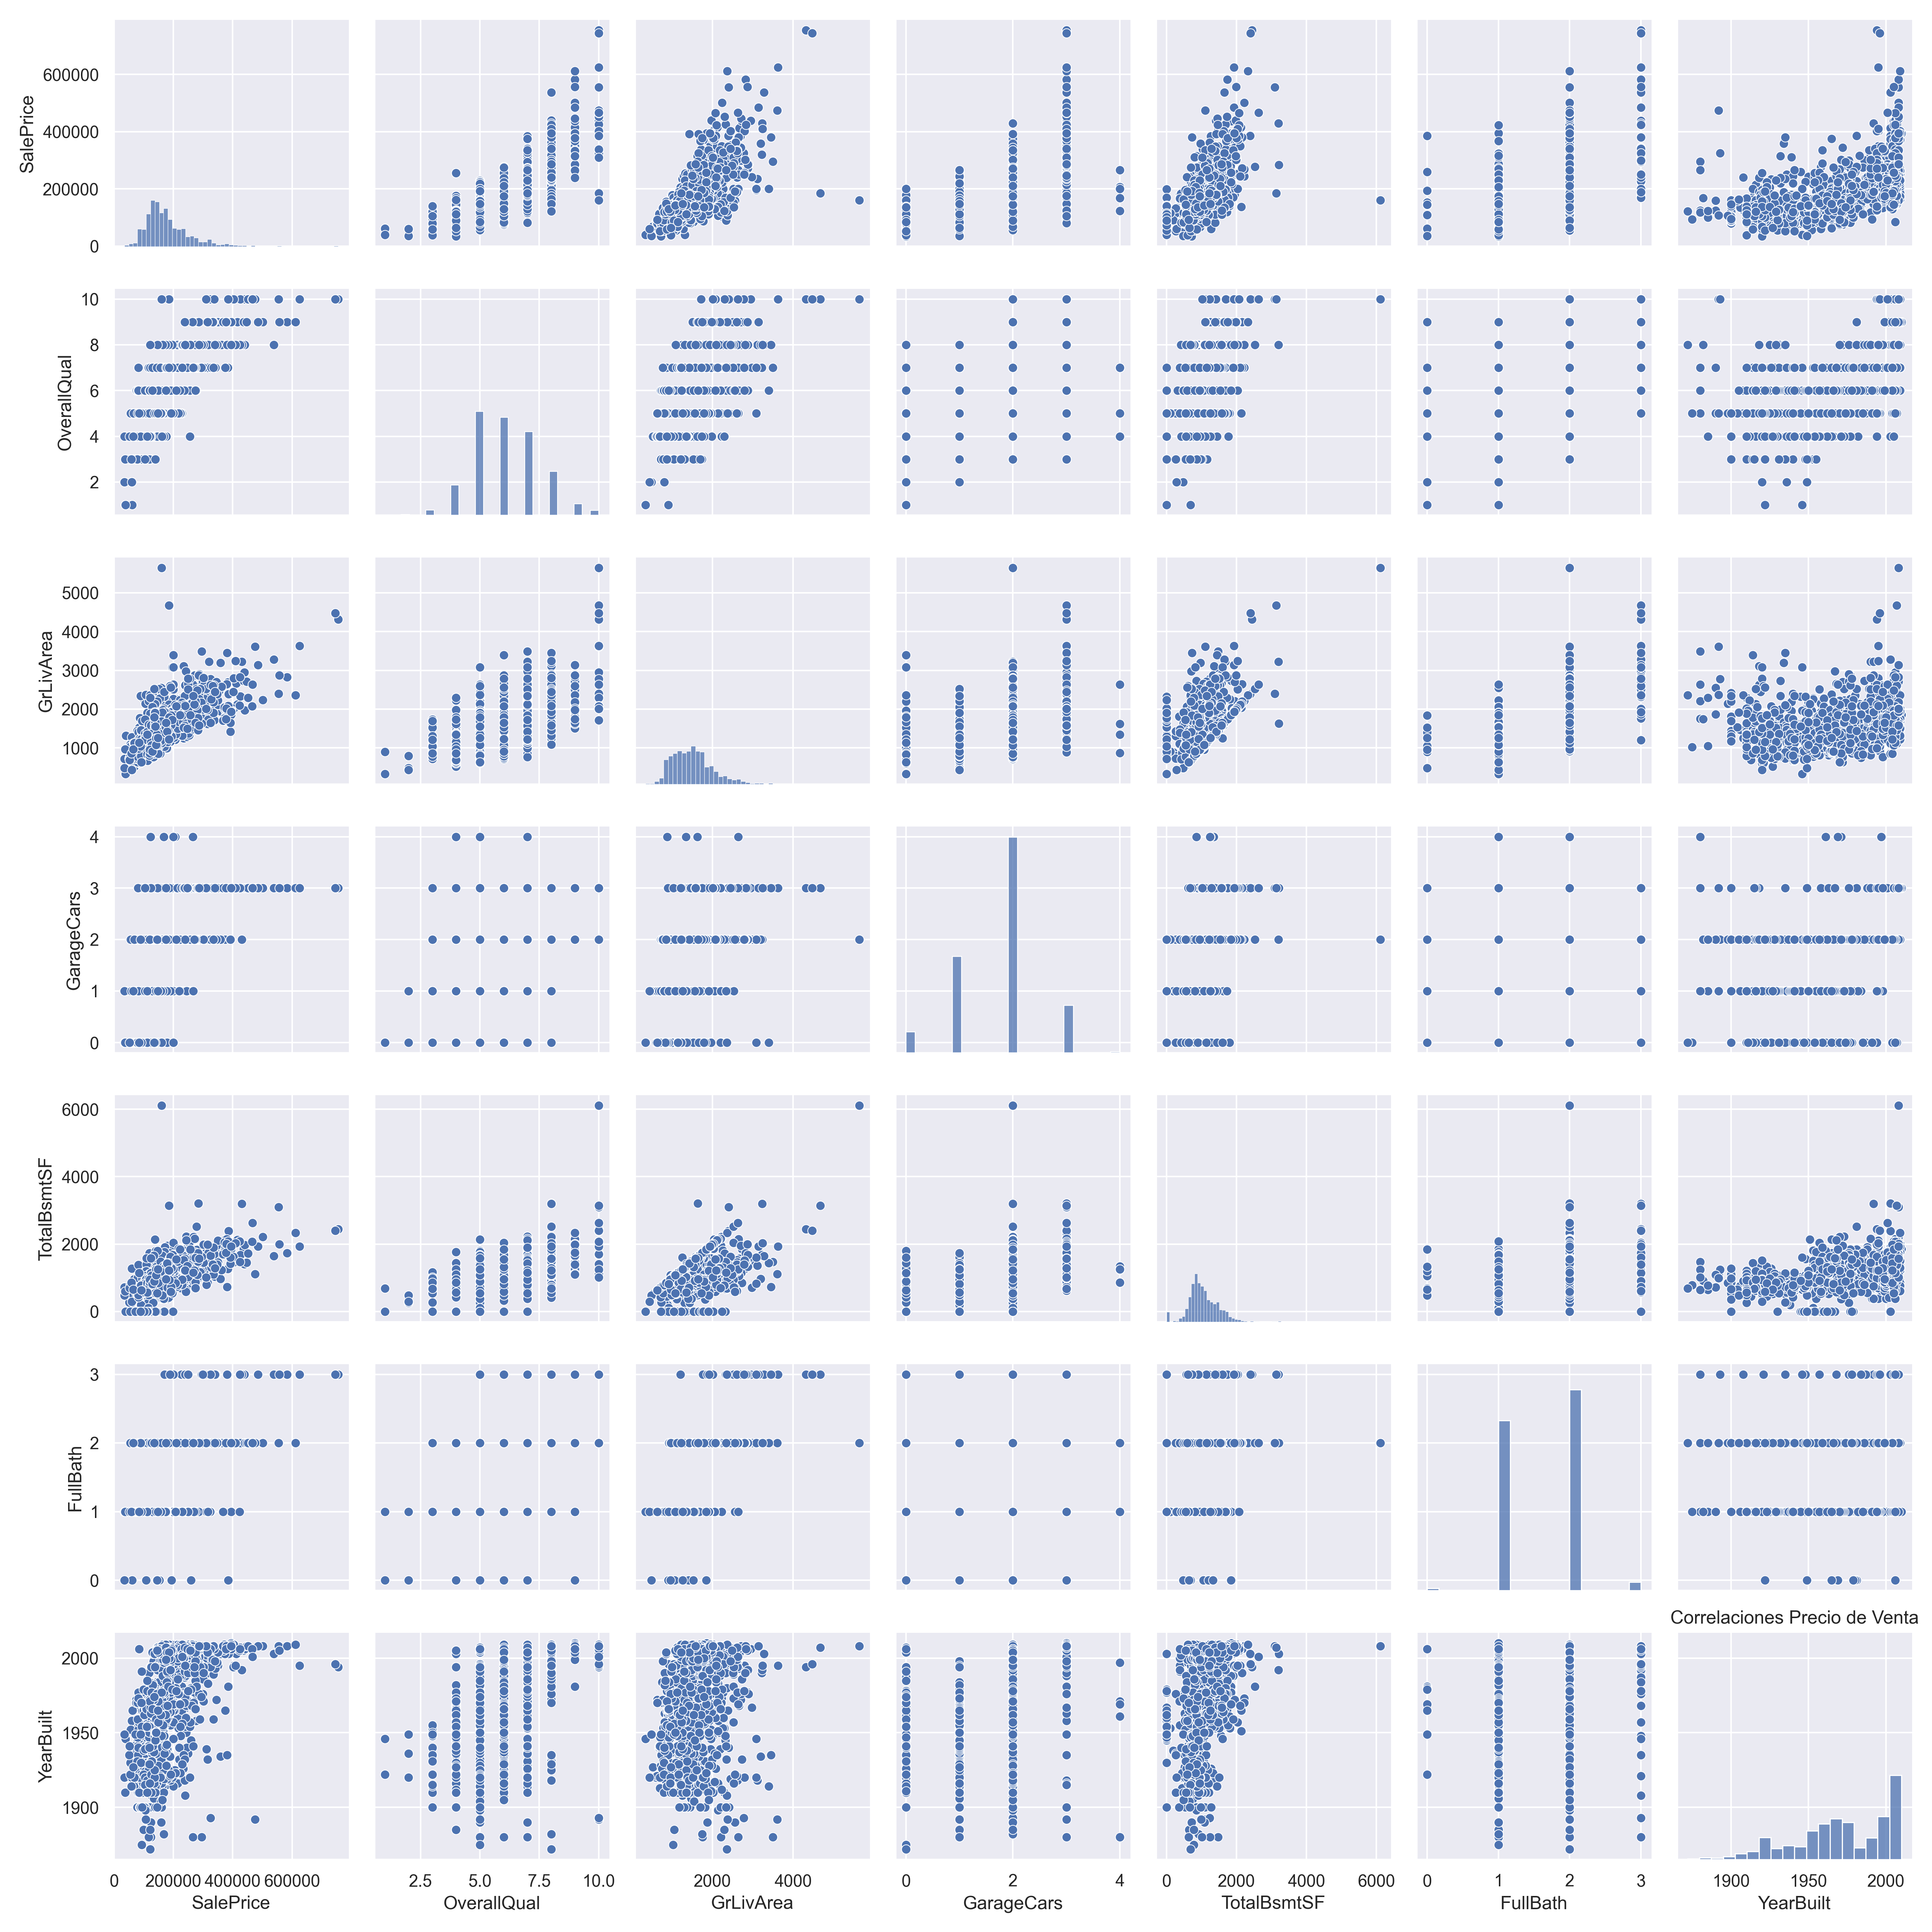 600000
400000
200000
0
SalePrice
10
8
6
4
2
OverallQual
5000
4000
3000
2000
1000
GrLivArea
4
3
2
1
0
GarageCars
6000
4000
2000
0
TotalBsmtSF
3
2
1
0
FullBath
Correlaciones Precio de Venta
2000
1950
1900
YearBuilt
0 200000 400000 600000
2.5 5.0 7.5 10.0
2000 4000
0 2 4
0 2000 4000 6000
0 1 2 3
1900 1950 2000
SalePrice
OverallQual
GrLivArea
GarageCars
TotalBsmtSF
FullBath
YearBuilt